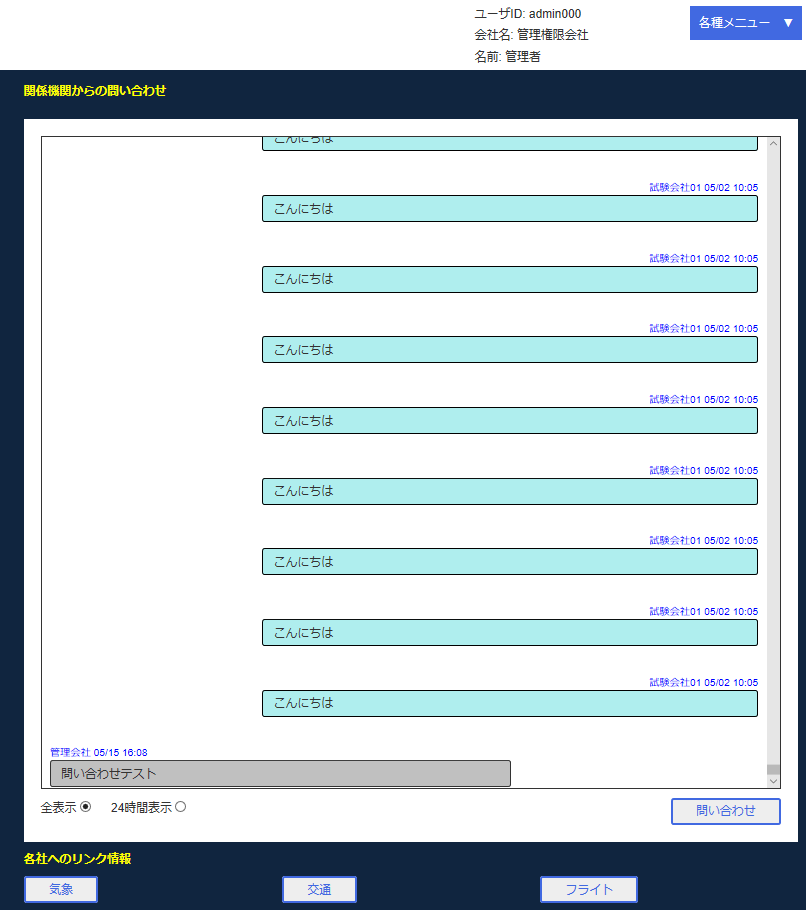 ユーザID: admin000
会社名: 管理権限会社
名前: 管理者
各種メニュー ▼
関係機関からの問い合わせ
こんにちは
試験会社01 05/02 10:05
こんにちは
試験会社01 05/02 10:05
こんにちは
試験会社01 05/02 10:05
こんにちは
試験会社01 05/02 10:05
こんにちは
試験会社01 05/02 10:05
こんにちは
試験会社01 05/02 10:05
こんにちは
試験会社01 05/02 10:05
こんにちは
試験会社01 05/02 10:05
こんにちは
管理会社 05/15 16:08
問い合わせテスト
全表示 24時間表示
問い合わせ
各社へのリンク情報
気象
交通
フライト